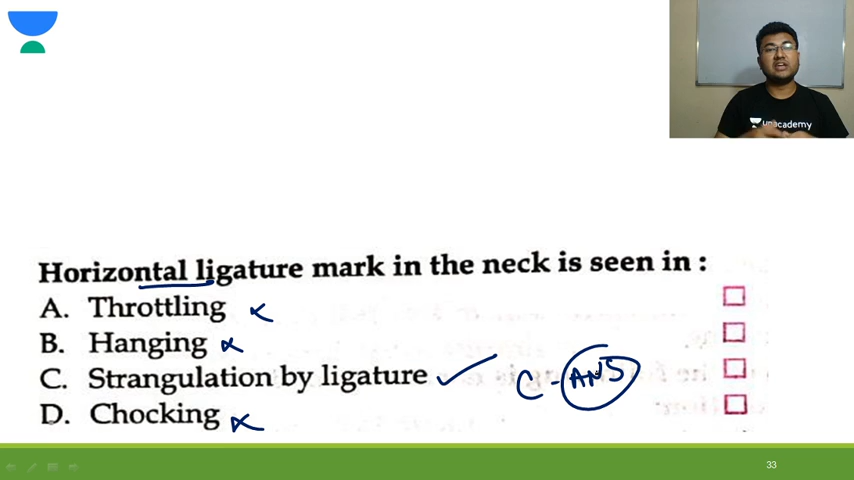 unacademy
Horizontal ligature mark in the neck is seen in :
A. Throttling
B. Hanging
C. Strangulation by ligature
C - ANS
D. Chocking
33